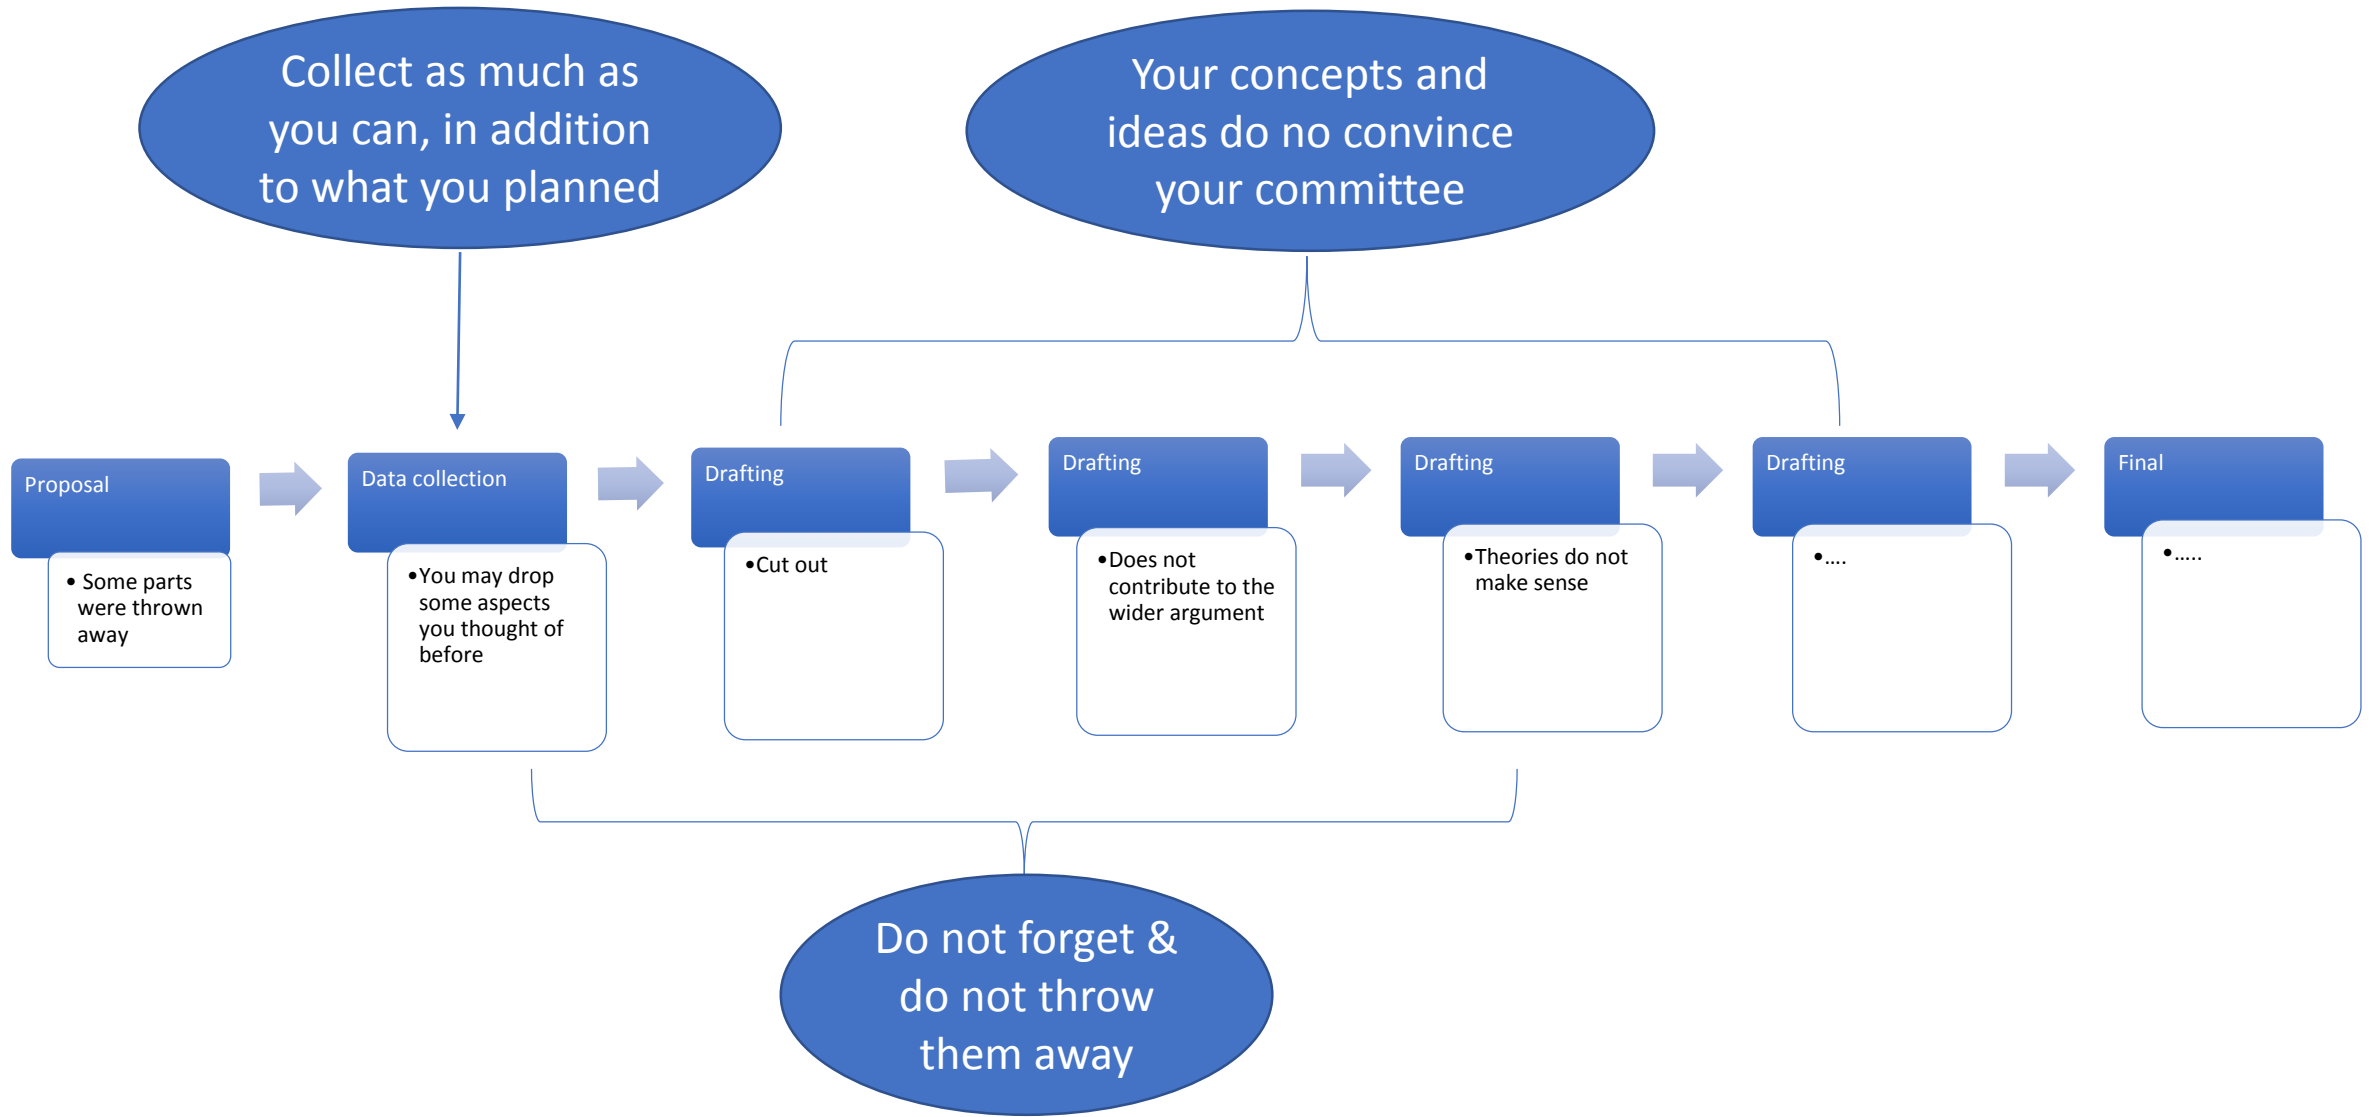 Collect as much as
you can, in addition
to what you planned
Your concepts and
ideas do no convince
your committee
Proposal
• Some parts
were thrown
away
Data collection
•You may drop
some aspects
you thought of
before
Drafting
•Cut out
Drafting
•Does not
contribute to the
wider argument
Drafting
•Theories do not
make sense
Drafting
•....
Final
•.....
Do not forget &
do not throw
them away